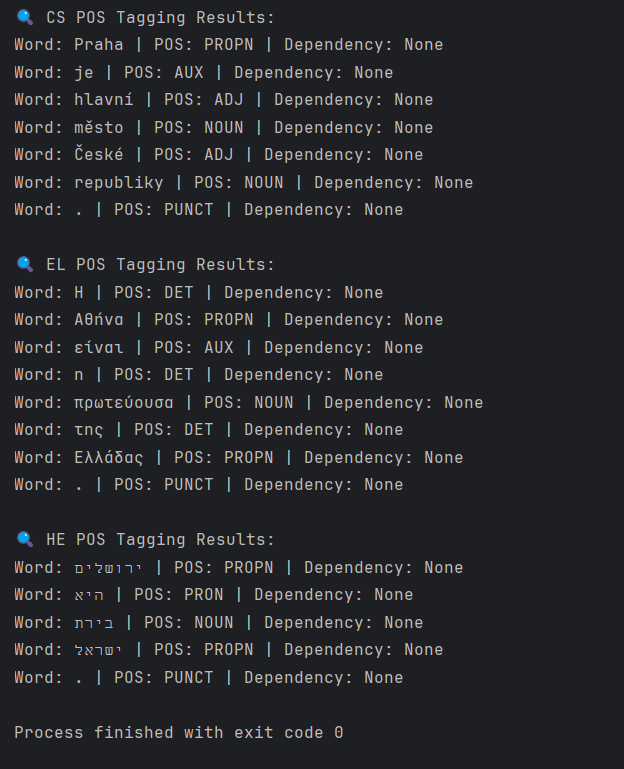 🔍 CS POS Tagging Results:
Word: Praha | POS: PROPN | Dependency: None
Word: je | POS: AUX | Dependency: None
Word: hlavní | POS: ADJ | Dependency: None
Word: město | POS: NOUN | Dependency: None
Word: České | POS: ADJ | Dependency: None
Word: republiky | POS: NOUN | Dependency: None
Word: . | POS: PUNCT | Dependency: None
🔍 EL POS Tagging Results:
Word: Η | POS: DET | Dependency: None
Word: Αθήνα | POS: PROPN | Dependency: None
Word: είναι | POS: AUX | Dependency: None
Word: η | POS: DET | Dependency: None
Word: πρωτεύουσα | POS: NOUN | Dependency: None
Word: της | POS: DET | Dependency: None
Word: Ελλάδας | POS: PROPN | Dependency: None
Word: . | POS: PUNCT | Dependency: None
🔍 HE POS Tagging Results:
Word: ירושלים | POS: PROPN | Dependency: None
Word: היא | POS: PRON | Dependency: None
Word: בירת | POS: NOUN | Dependency: None
Word: ישראל | POS: PROPN | Dependency: None
Word: . | POS: PUNCT | Dependency: None
Process finished with exit code 0